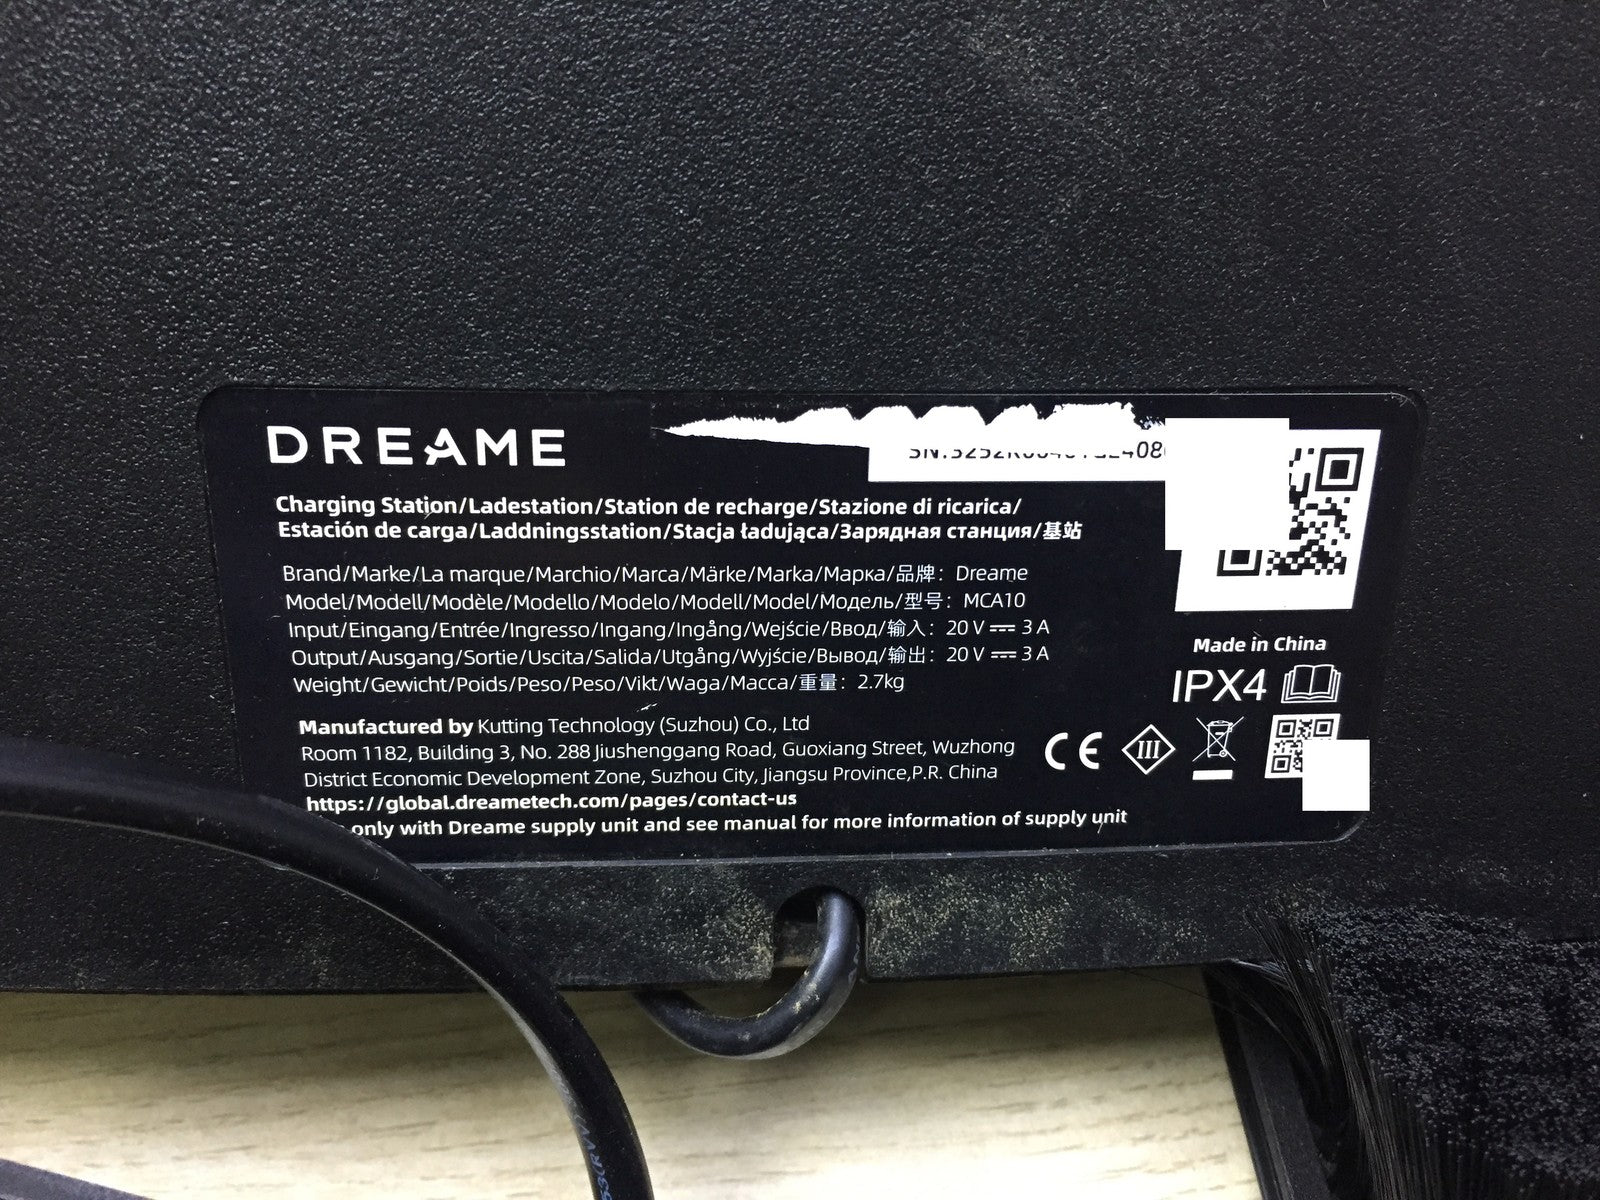 DREAME
Charging Station/Ladestation/Station de recharge/Stazione di ricarica/
Estación de carga/Laddningsstation/Stacja ładująca/Зарядная станция/基站
Brand/Marke/La marque/Marchio/Marca/Märke/Marka/Марка/品牌: Dreame
Model/Modell/Modèle/Modello/Modelo/Modell/Model/Модель/型号: MCA10
Input/Eingang/Entrée/Ingresso/Ingang/Ingång/Wejście/Ввод/输入: 20 V ⎓ 3 A
Output/Ausgang/Sortie/Uscita/Salida/Utgång/Wyjście/Вывод/输出: 20 V ⎓ 3 A
Weight/Gewicht/Poids/Peso/Peso/Vikt/Waga/Масса/重量: 2.7kg
Made in China
IPX4
Manufactured by Kutting Technology (Suzhou) Co., Ltd
Room 1182, Building 3, No. 288 Jiushenggang Road, Guoxiang Street, Wuzhong
District Economic Development Zone, Suzhou City, Jiangsu Province,P.R. China
https://global.dreametech.com/pages/contact-us
only with Dreame supply unit and see manual for more information of supply unit
CE
III